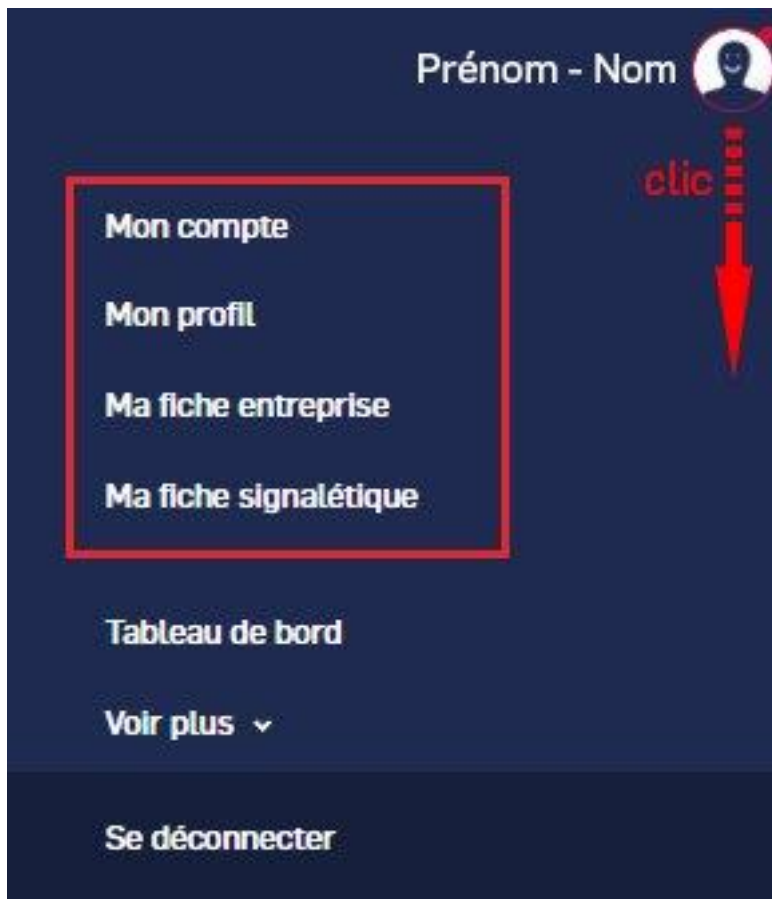 Prénom - Nom
clic
Mon compte
Mon profil
Ma fiche entreprise
Ma fiche signalétique
Tableau de bord
Voir plus
Se déconnecter